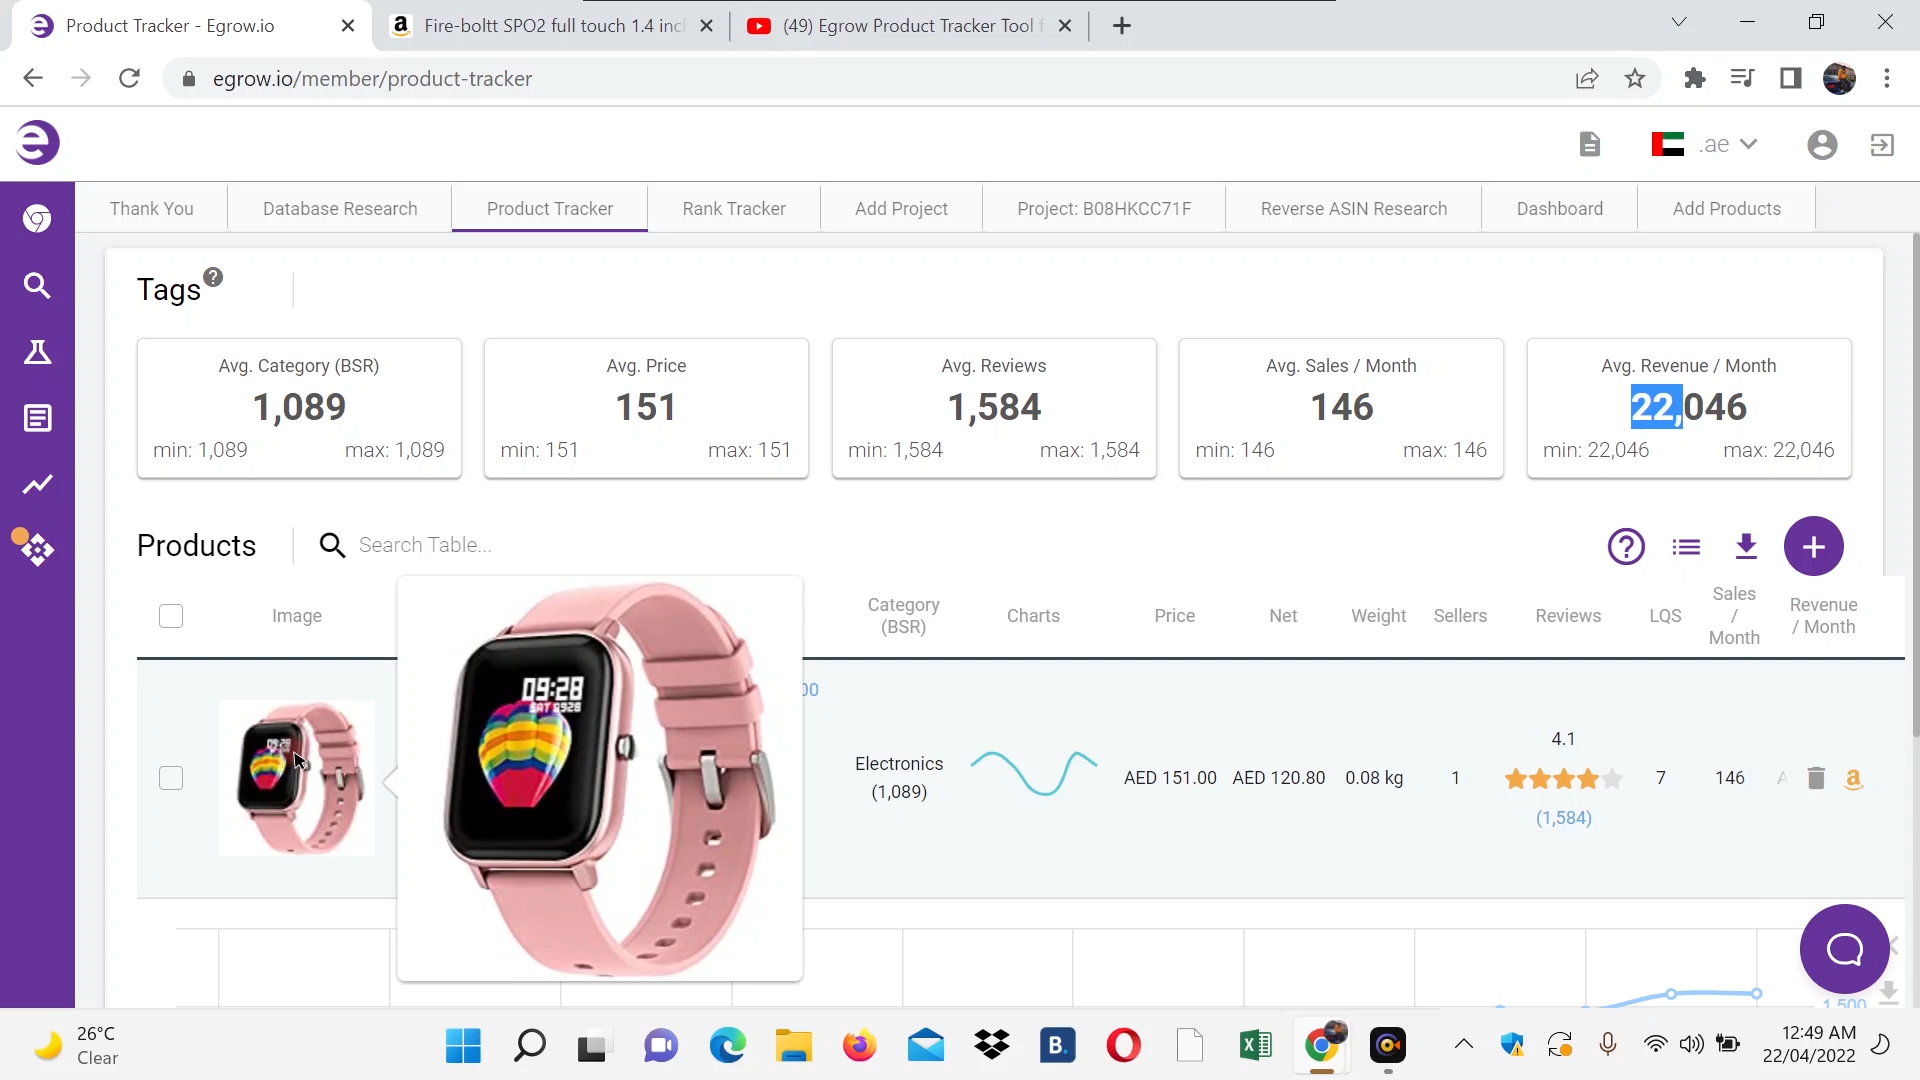 Product Tracker - Egrow.io
Fire-boltt SPO2 full touch 1.4 inc
(49) Egrow Product Tracker Tool f
egrow.io/member/product-tracker
.ae
Thank You
Database Research
Product Tracker
Rank Tracker
Add Project
Project: B08HKCC71F
Reverse ASIN Research
Dashboard
Add Products
Tags
Avg. Category (BSR)
1,089
min: 1,089
max: 1,089
Avg. Price
151
min: 151
max: 151
Avg. Reviews
1,584
min: 1,584
max: 1,584
Avg. Sales / Month
146
min: 146
max: 146
Avg. Revenue / Month
22,046
min: 22,046
max: 22,046
Products
Search Table...
Image
Category
(BSR)
Charts
Price
Net
Weight
Sellers
Reviews
LQS
Sales
/
Month
Revenue
/ Month
09:28
Electronics
(1,089)
AED 151.00
AED 120.80
0.08 kg
1
4.1
(1,584)
7
146
A
1,500
26°C
Clear
12:49 AM
22/04/2022